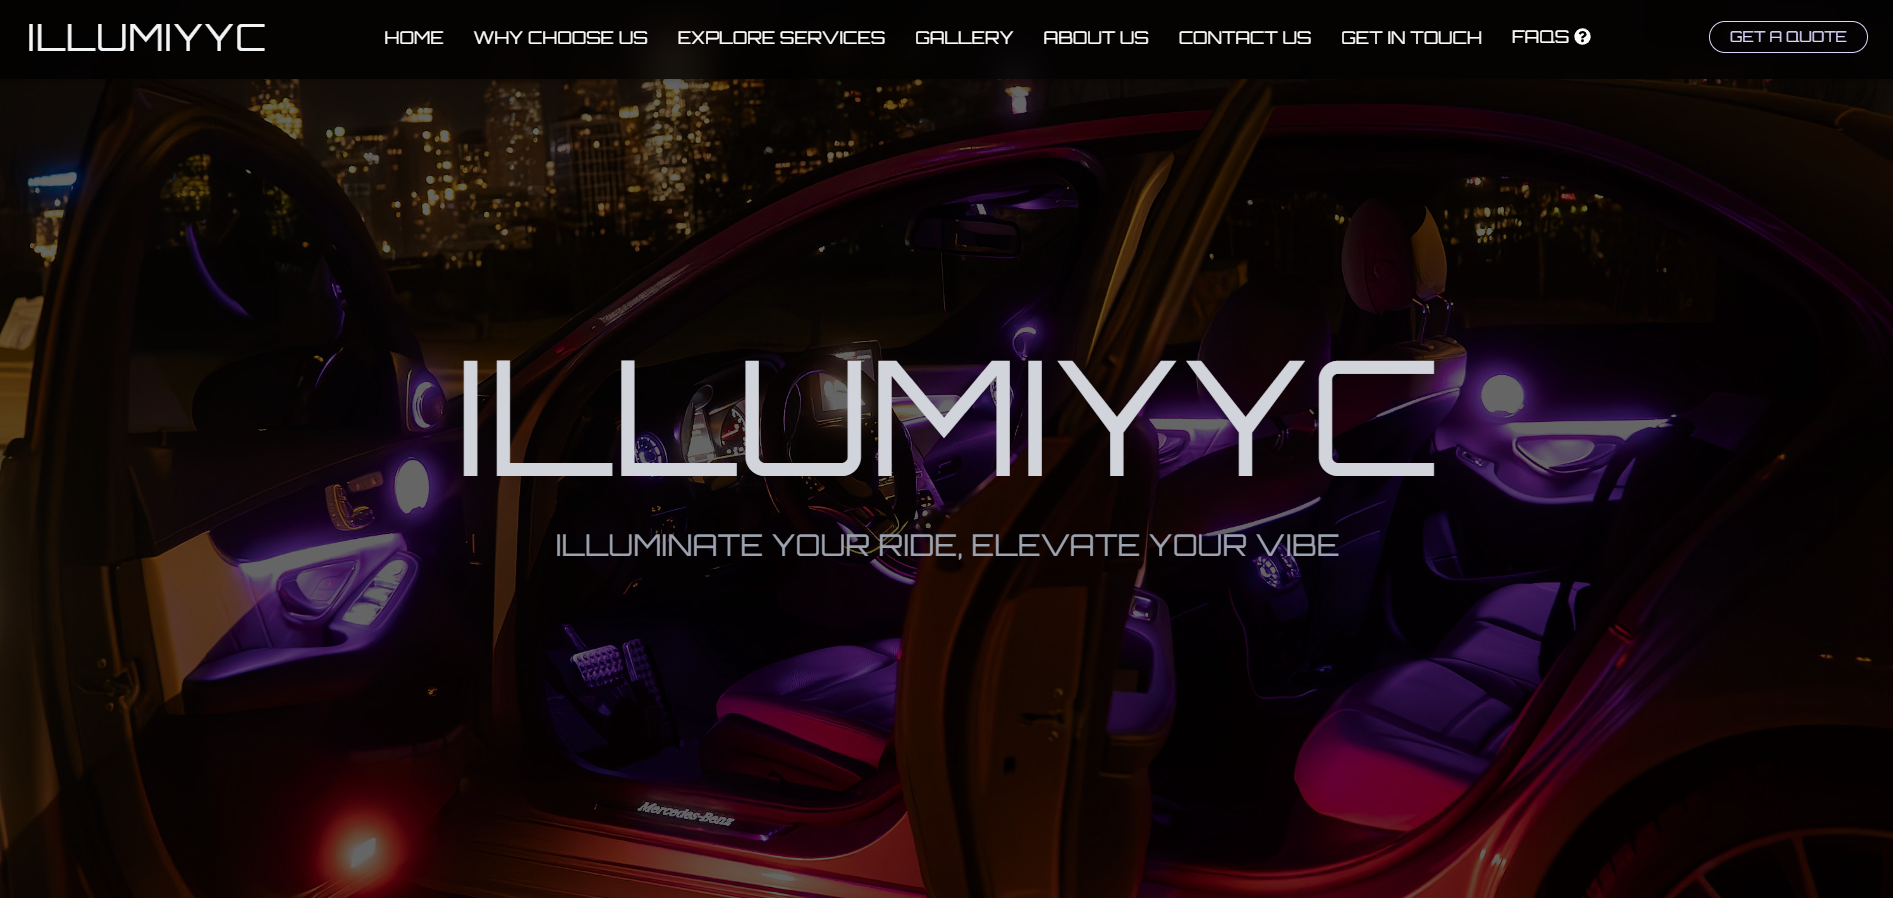 ILLUMIYYC
HOME WHY CHOOSE US EXPLORE SERVICES GALLERY ABOUT US CONTACT US GET IN TOUCH FAQS
GET A QUOTE
ILLUMIYYC
ILLUMINATE YOUR RIDE, ELEVATE YOUR VIBE
Mercedes-Benz